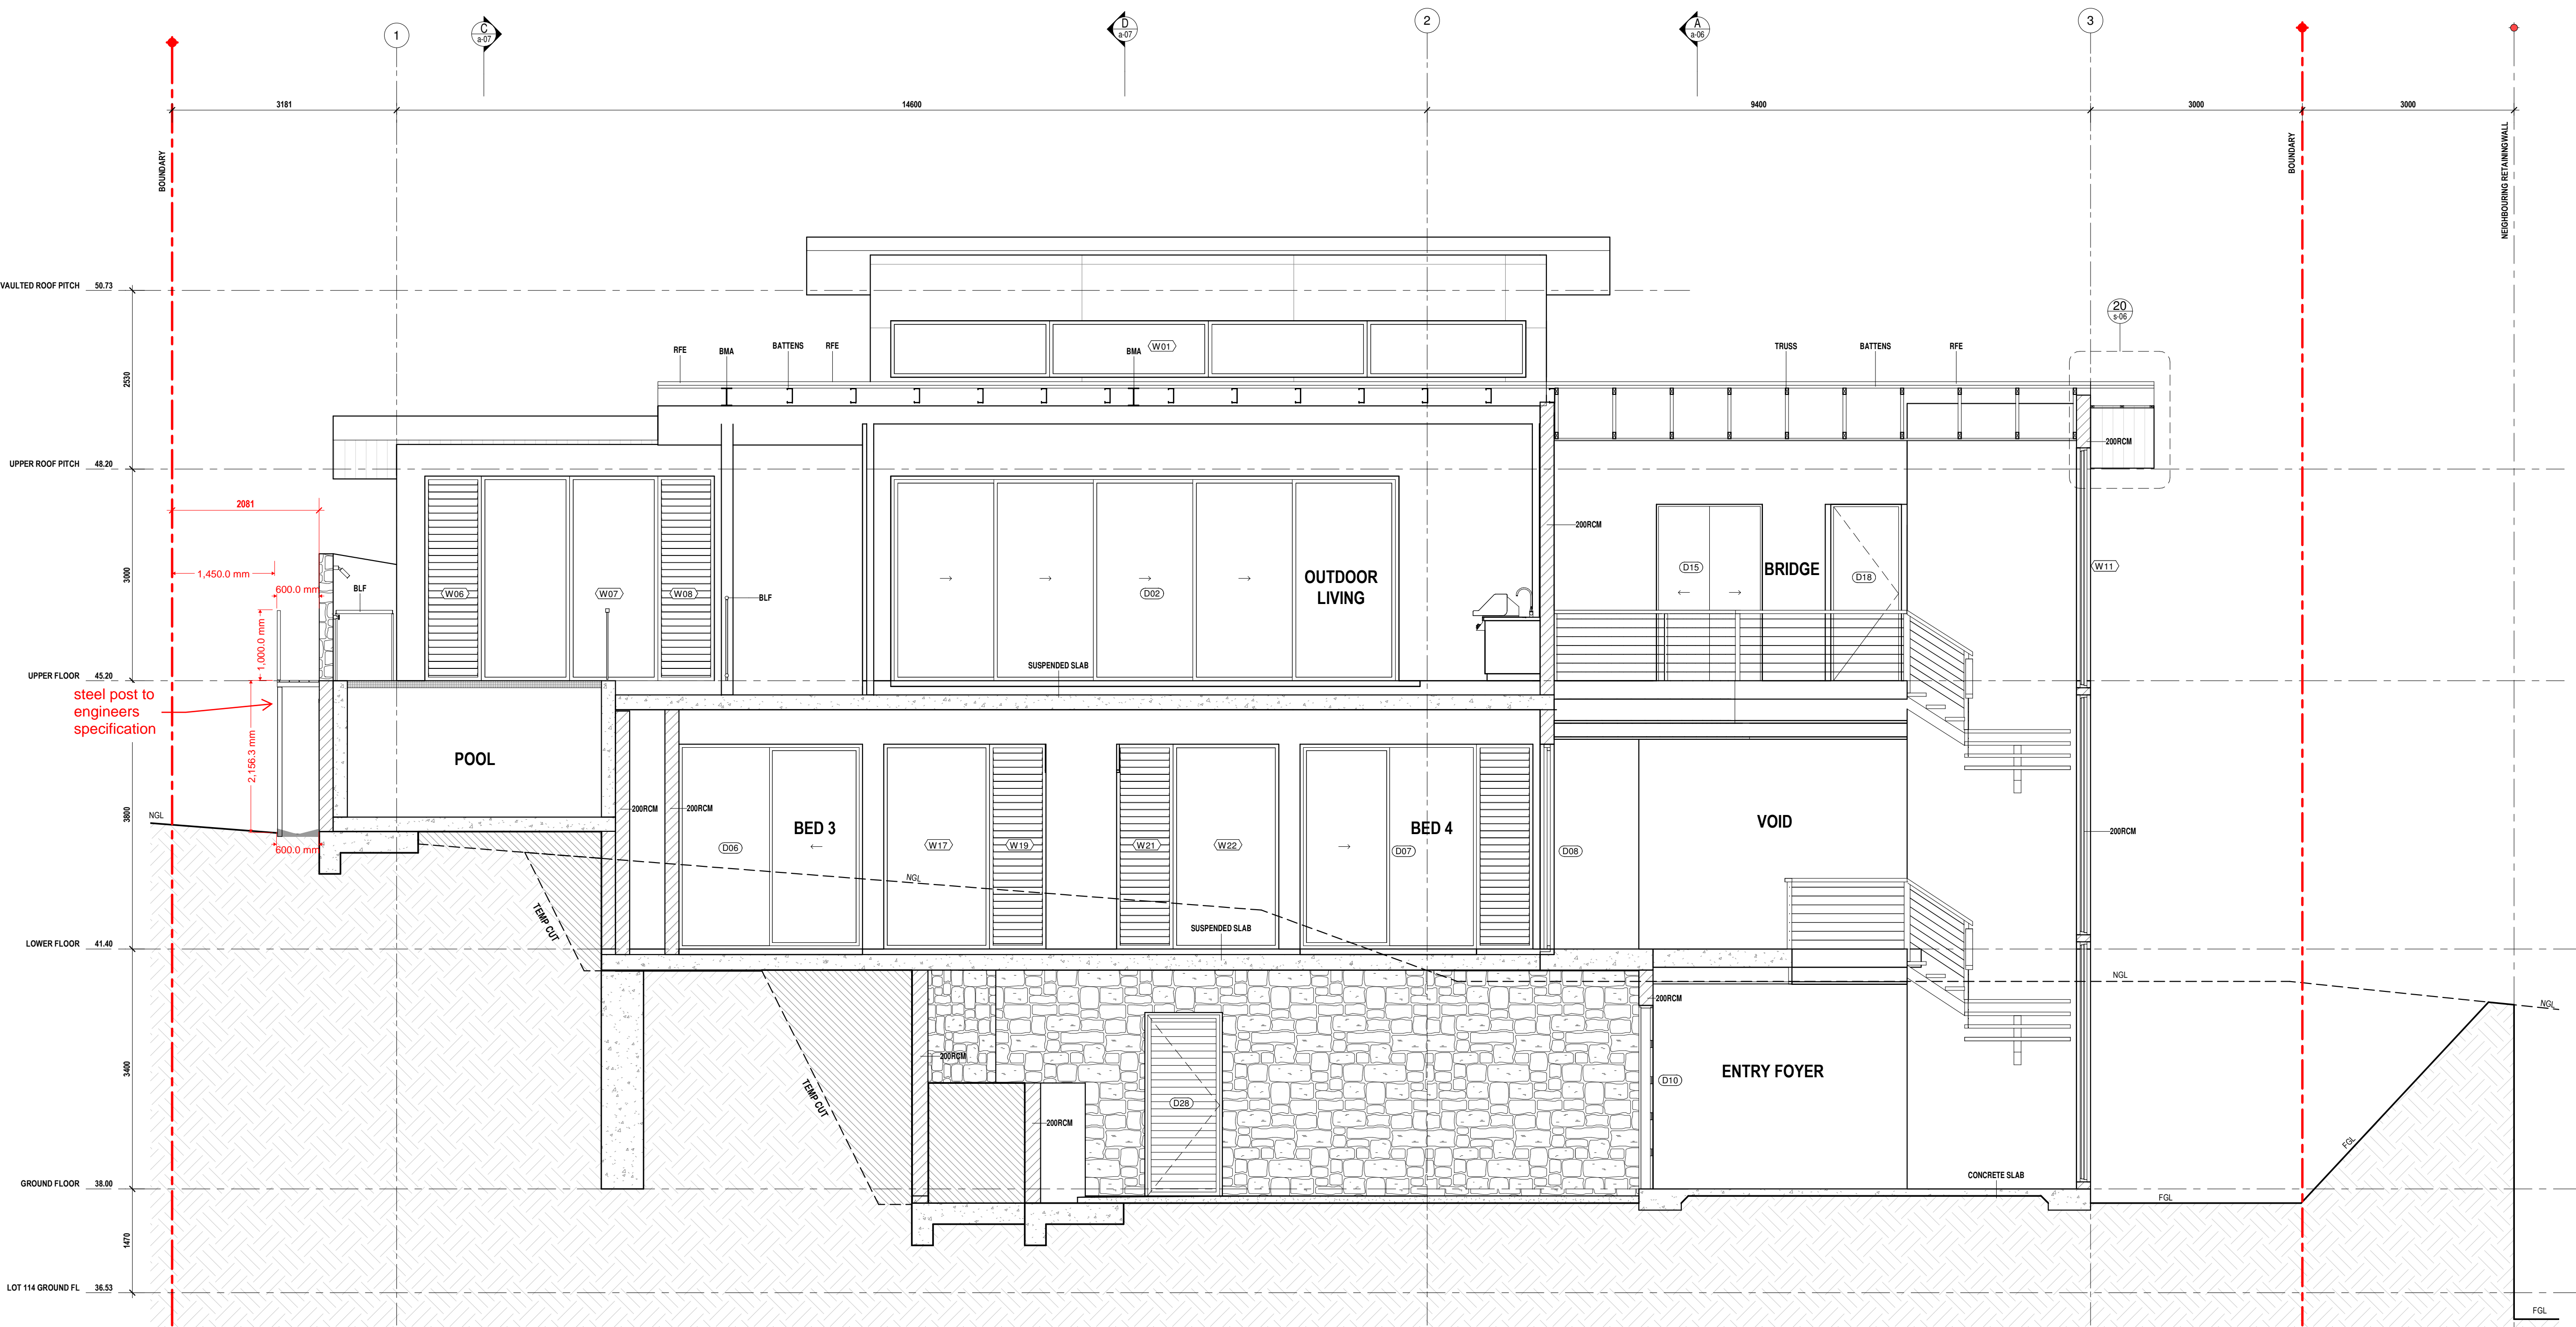 1
C
a-07
D
a-07
2
A
a-06
3
3181
14600
9400
3000
3000
BOUNDARY
BOUNDARY
NEIGHBOURING RETAINING WALL
VAULTED ROOF PITCH 50.73
20
s-06
RFE
BMA
BATTENS
RFE
BMA
W01
TRUSS
BATTENS
RFE
2530
200RCM
UPPER ROOF PITCH 48.20
2081
200RCM
1,450.0 mm
600.0 mm
BLF
3000
W06
W07
W08
BLF
D02
OUTDOOR
LIVING
D15
BRIDGE
D18
W11
1,000.0 mm
SUSPENDED SLAB
UPPER FLOOR 45.20
steel post to
engineers
specification
2,156.3 mm
POOL
3800
NGL
200RCM
200RCM
BED 3
BED 4
VOID
200RCM
600.0 mm
D06
W17
W19
W21
W22
D07
D08
NGL
TEMP CUT
SUSPENDED SLAB
LOWER FLOOR 41.40
NGL
200RCM
NGL
3400
200RCM
ENTRY FOYER
D10
TEMP CUT
D28
200RCM
FGL
CONCRETE SLAB
GROUND FLOOR 38.00
FGL
1470
LOT 114 GROUND FL 36.53
FGL